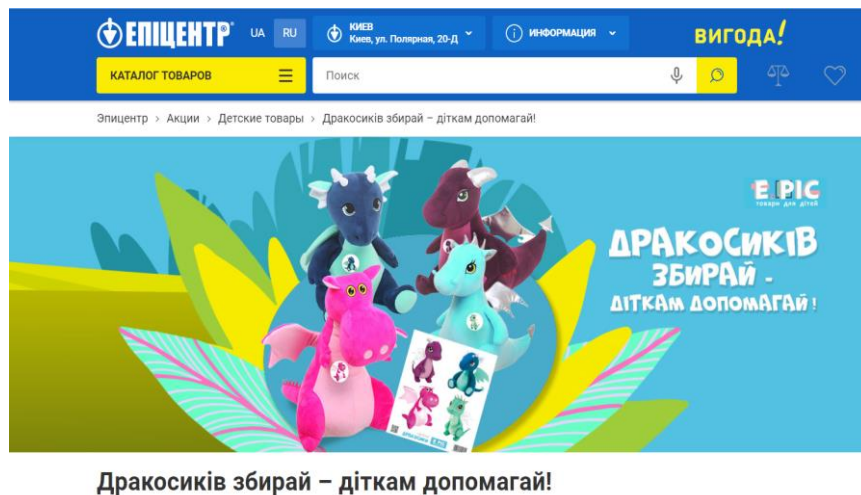 ЕПІЦЕНТР UA RU КИЕВ ИНФОРМАЦИЯ ВИГОДА!
Киев, ул. Полярная, 20-Д
КАТАЛОГ ТОВАРОВ Поиск
Эпицентр > Акции > Детские товары > Дракосиків збирай – діткам допомагай!
E.PIC
товари для дітей
ДРАКОСИКІВ
ЗБИРАЙ -
ДІТКАМ ДОПОМАГАЙ!
Дракосиків збирай – діткам допомагай!